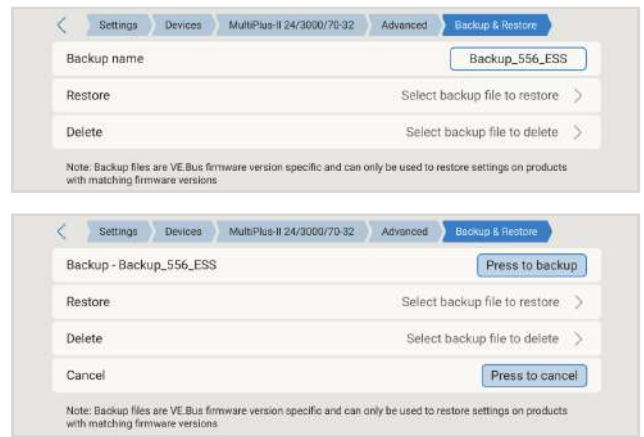 Settings Devices MultiPlus-II 24/3000/70-32 Advanced Backup & Restore
Backup name Backup_556_ESS
Restore Select backup file to restore
Delete Select backup file to delete
Note: Backup files are VE.Bus firmware version specific and can only be used to restore settings on products
with matching firmware versions
Settings Devices MultiPlus-II 24/3000/70-32 Advanced Backup & Restore
Backup - Backup_556_ESS Press to backup
Restore Select backup file to restore
Delete Select backup file to delete
Cancel Press to cancel
Note: Backup files are VE.Bus firmware version specific and can only be used to restore settings on products
with matching firmware versions